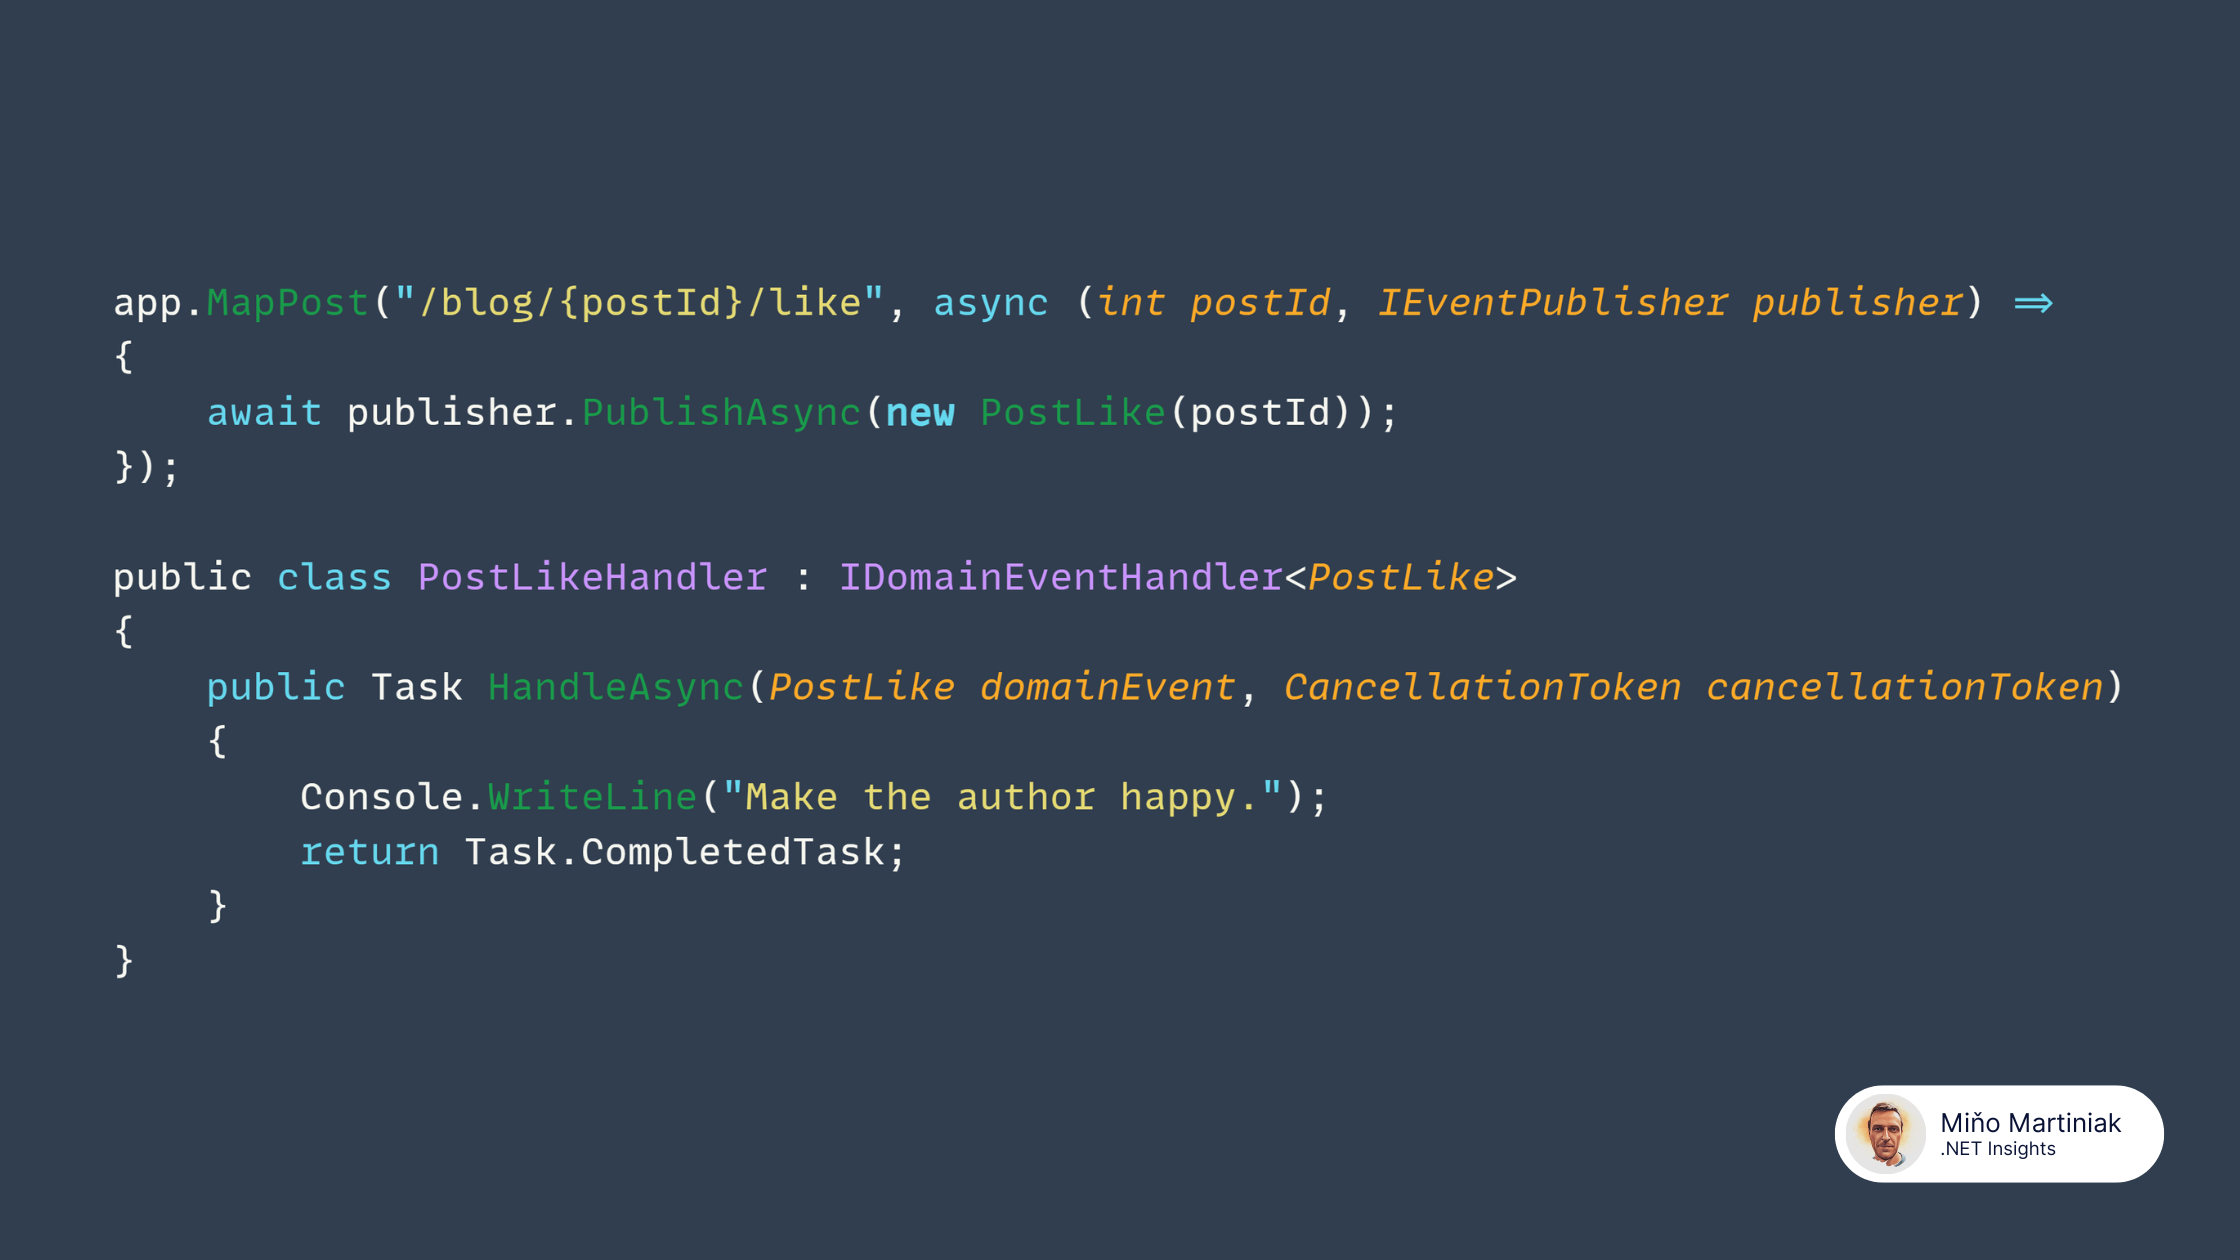 app.MapPost("/blog/{postId}/like", async (int postId, IEventPublisher publisher) =>
{
    await publisher.PublishAsync(new PostLike(postId));
});

public class PostLikeHandler : IDomainEventHandler<PostLike>
{
    public Task HandleAsync(PostLike domainEvent, CancellationToken cancellationToken)
    {
        Console.WriteLine("Make the author happy.");
        return Task.CompletedTask;
    }
}
Miňo Martiniak
.NET Insights